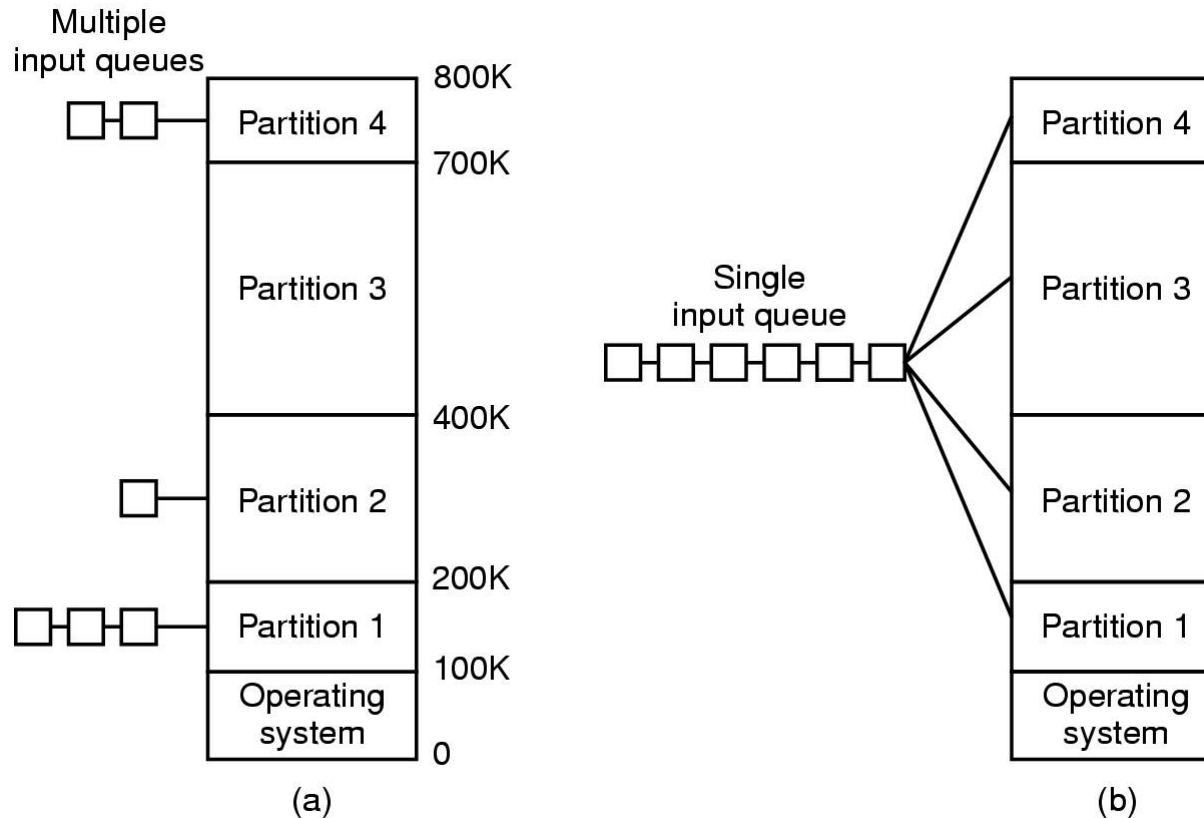 Multiple
input queues
800K
Partition 4
700K
Partition 3
400K
Partition 2
200K
Partition 1
100K
Operating
system
0
(a)
Single
input queue
Partition 4
Partition 3
Partition 2
Partition 1
Operating
system
(b)